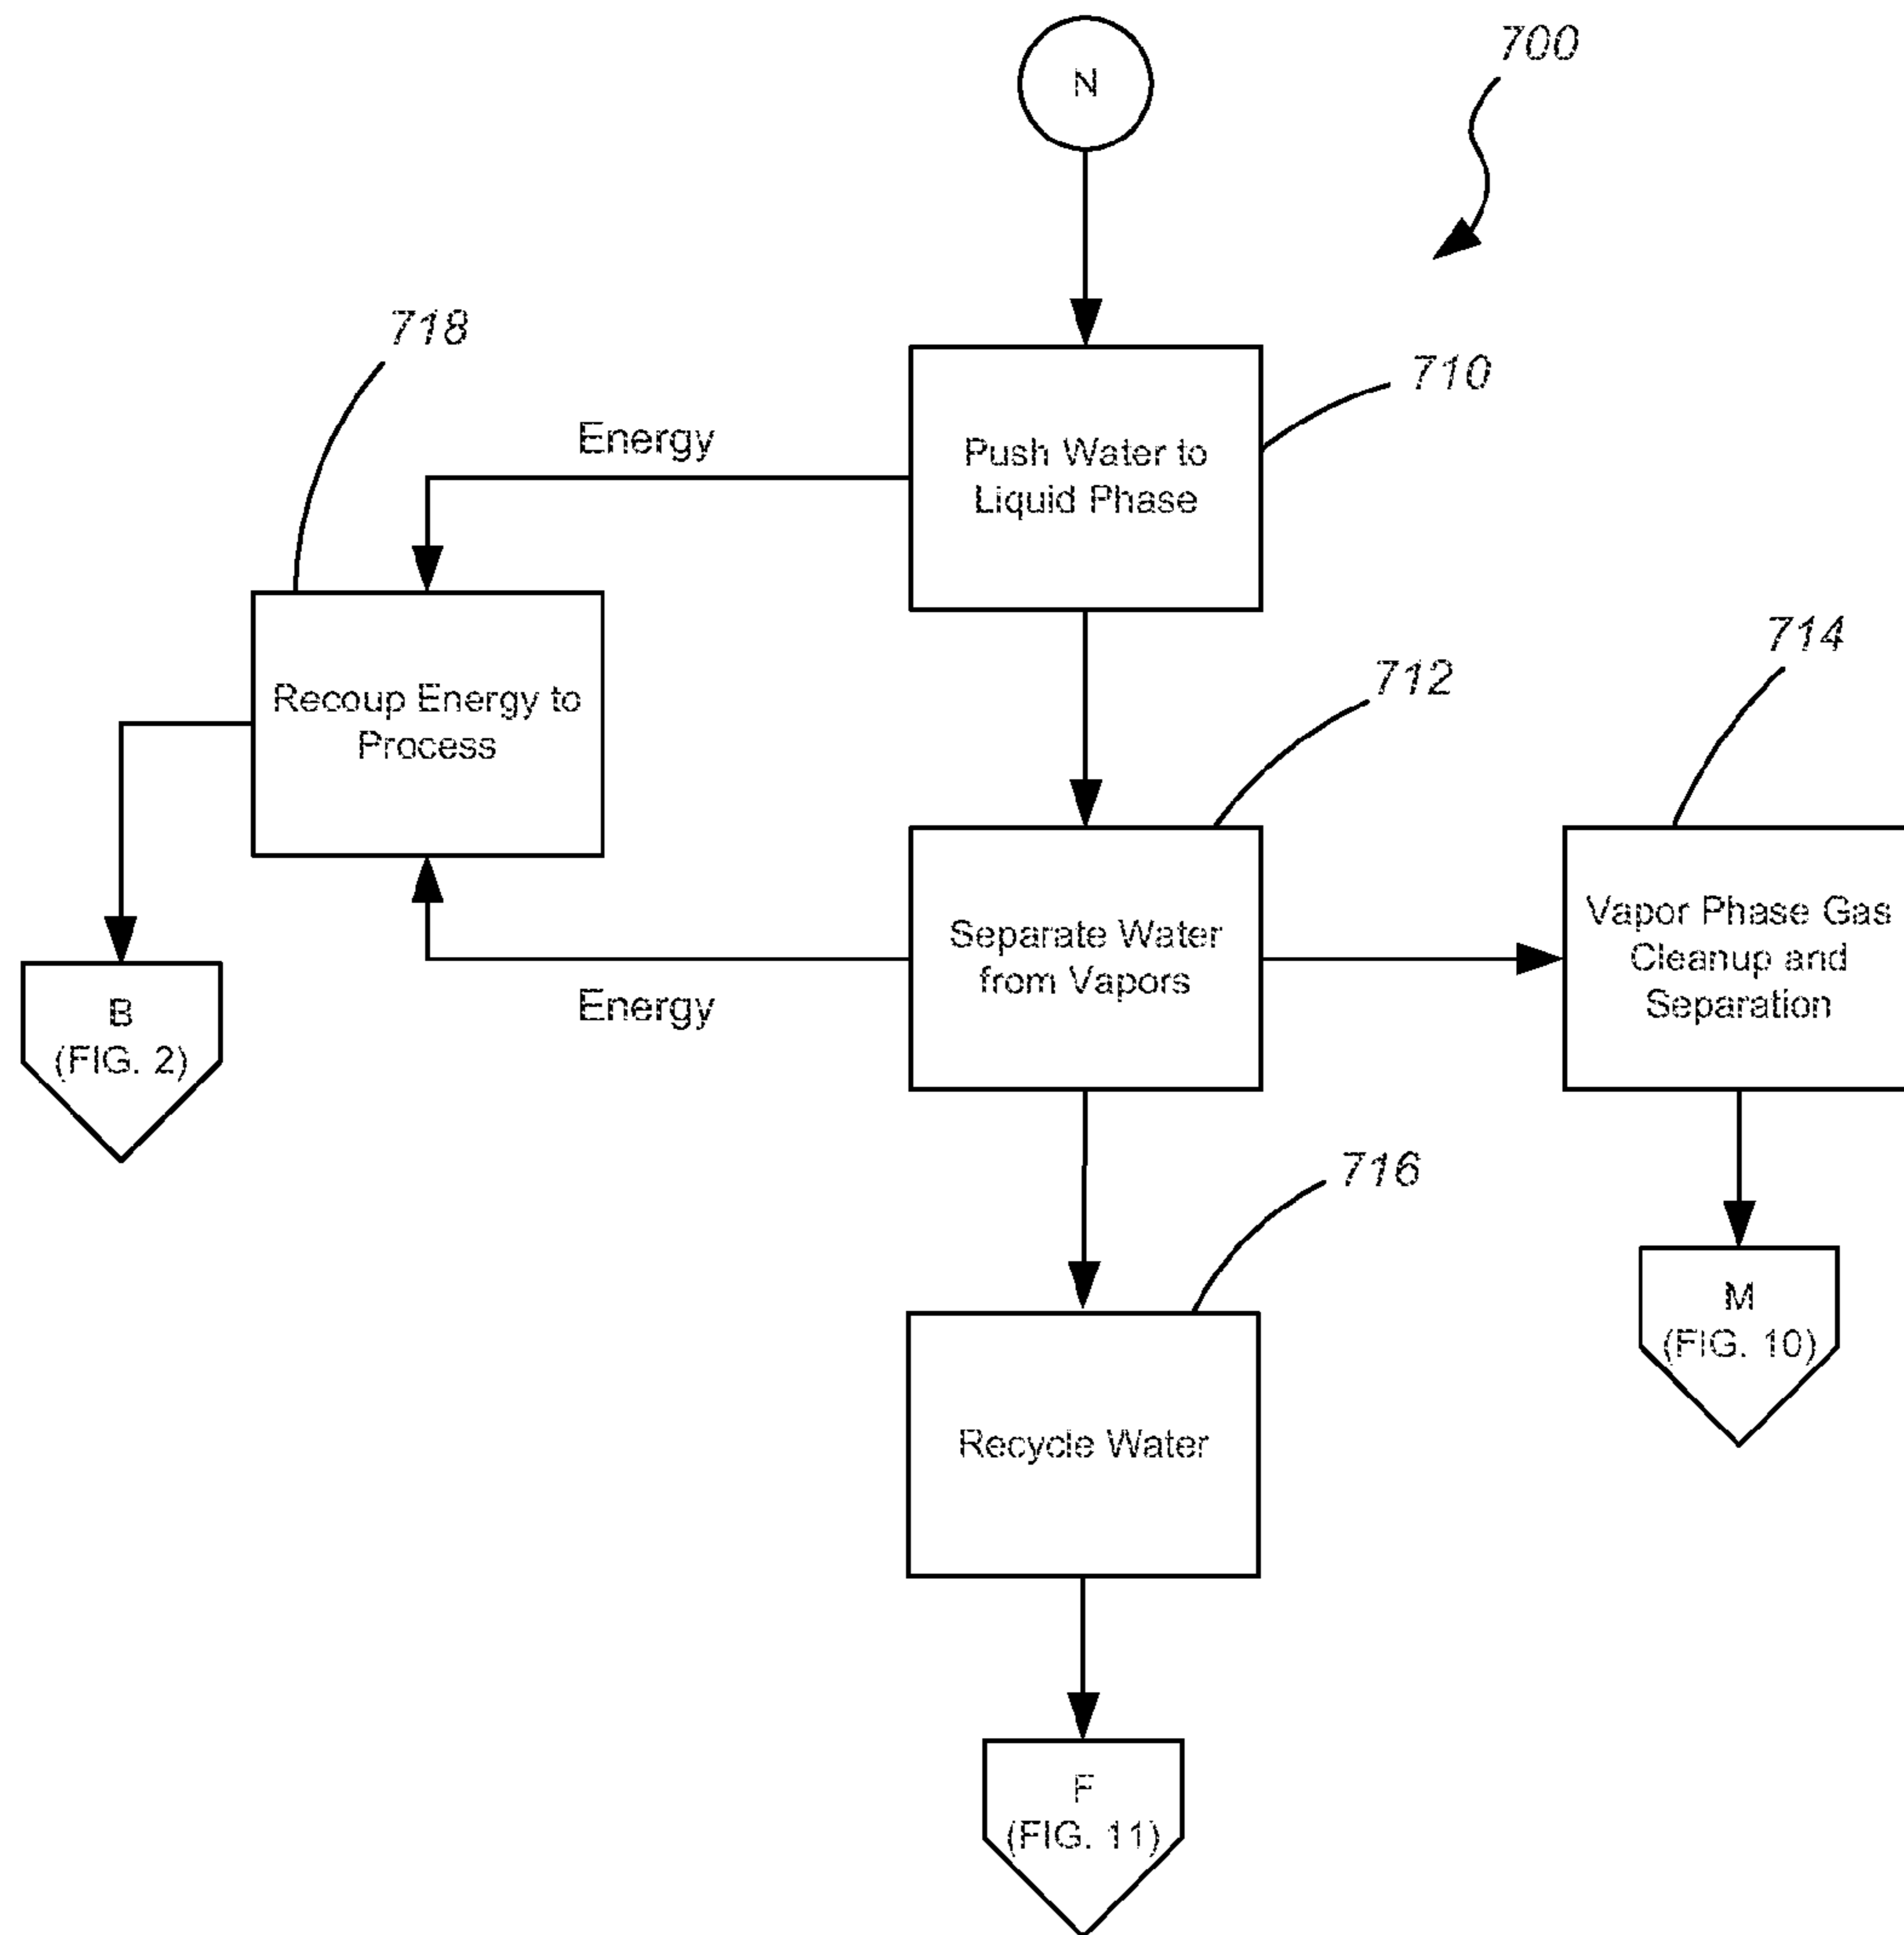 N
700
718
710
Energy
Push Water to
Liquid Phase
714
712
Recoup Energy to
Process
Vapor Phase Gas
Cleanup and
Separation
Separate Water
from Vapors
Energy
B
(FIG. 2)
716
M
(FIG. 10)
Recycle Water
F
(FIG. 11)